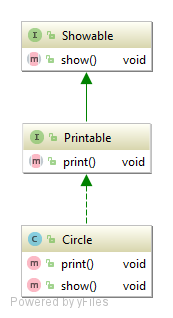 I Showable
m show() void
I Printable
m print() void
C Circle
m print() void
m show() void
Powered by yFiles